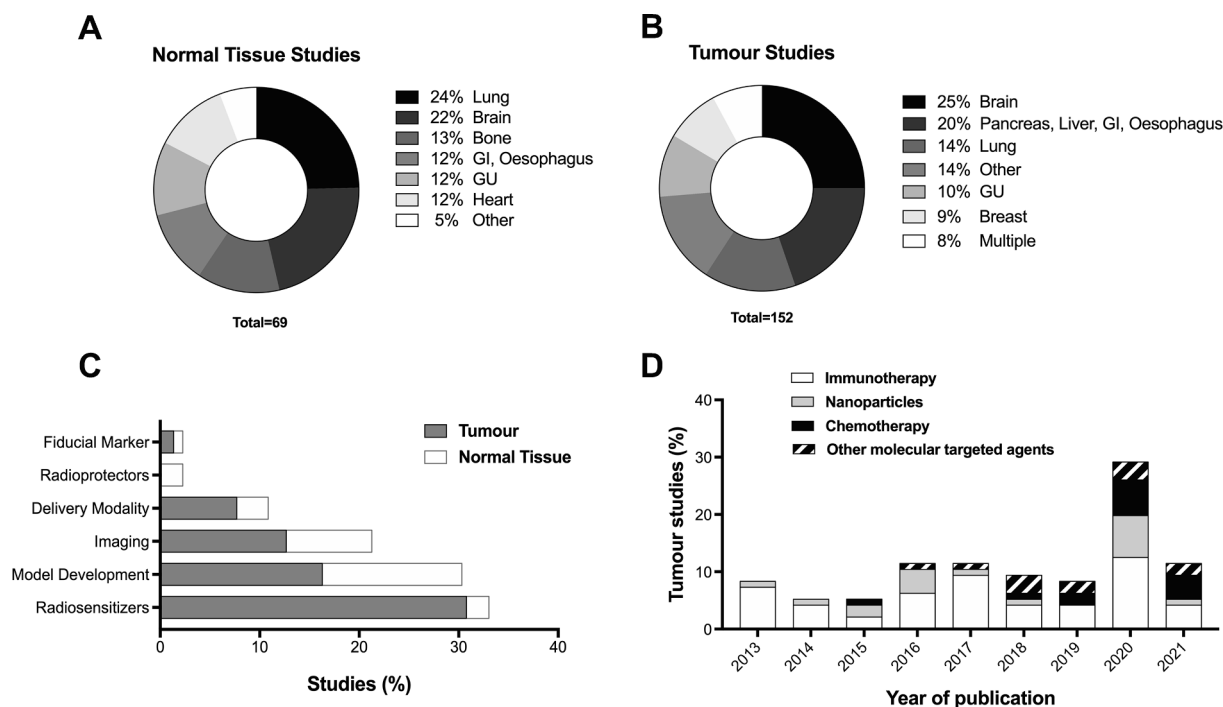 A
Normal Tissue Studies
24% Lung
22% Brain
13% Bone
12% GI, Oesophagus
12% GU
12% Heart
5% Other
Total=69
B
Tumour Studies
25% Brain
20% Pancreas, Liver, GI, Oesophagus
14% Lung
14% Other
10% GU
9% Breast
8% Multiple
Total=152
C
Tumour
Normal Tissue
Fiducial Marker
Radioprotectors
Delivery Modality
Imaging
Model Development
Radiosensitizers
0 10 20 30 40
Studies (%)
D
Immunotherapy
Nanoparticles
Chemotherapy
Other molecular targeted agents
Tumour studies (%)
40
30
20
10
0
2013 2014 2015 2016 2017 2018 2019 2020 2021
Year of publication